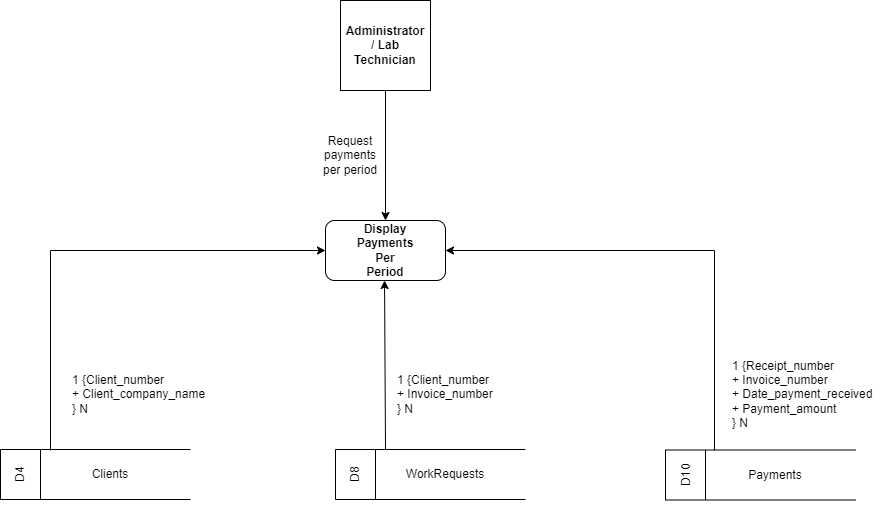 Administrator
/ Lab
Technician
Request
payments
per period
Display
Payments
Per
Period
1 {Client_number
+ Client_company_name
} N
1 {Client_number
+ Invoice_number
} N
1 {Receipt_number
+ Invoice_number
+ Date_payment_received
+ Payment_amount
} N
D4
Clients
D8
WorkRequests
D10
Payments